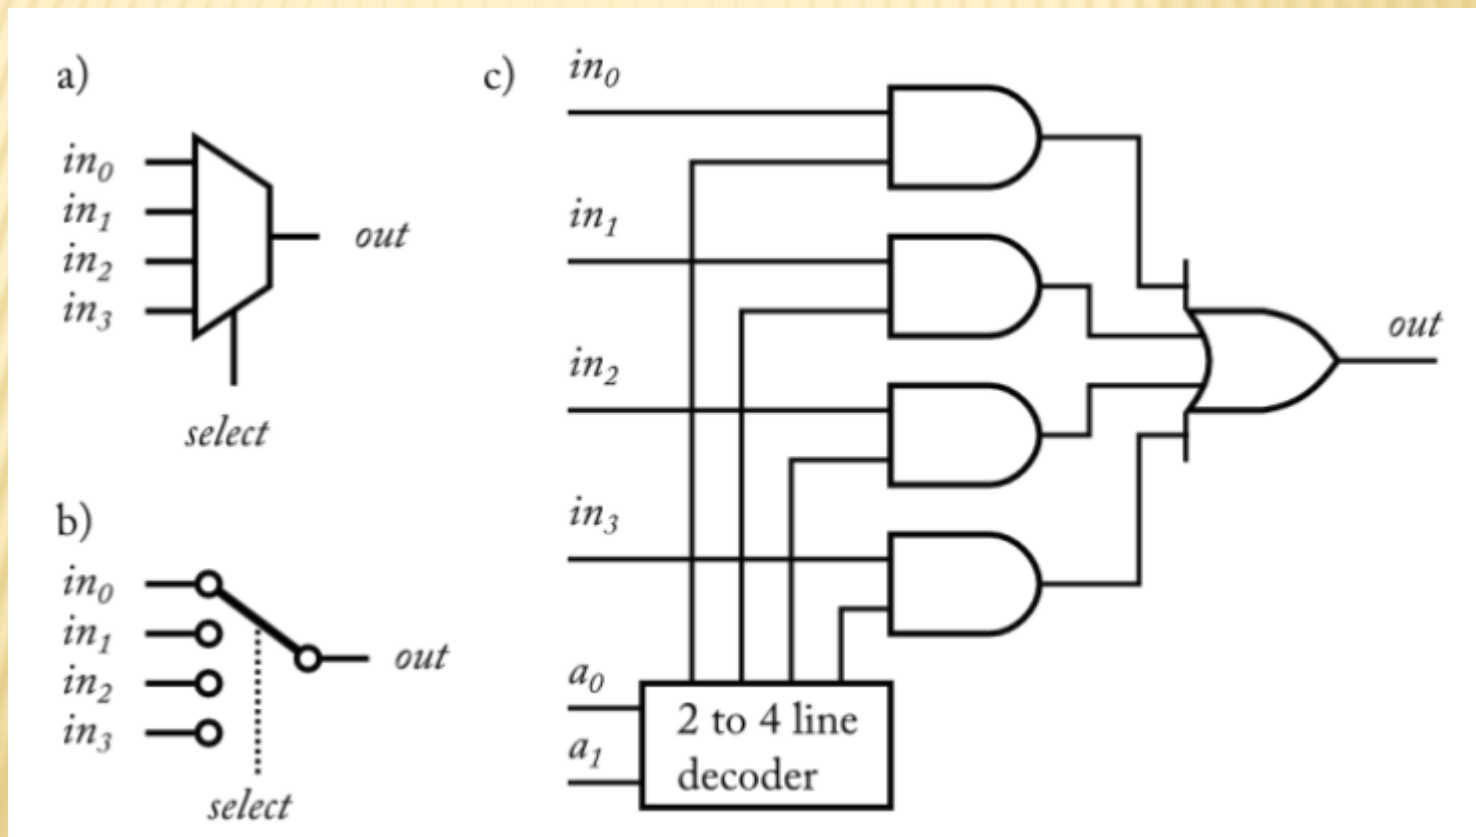 a)
in0
in1
in2
in3
out
select
b)
in0
in1
in2
in3
out
select
c)
in0
in1
in2
in3
a0
a1
2 to 4 line
decoder
out